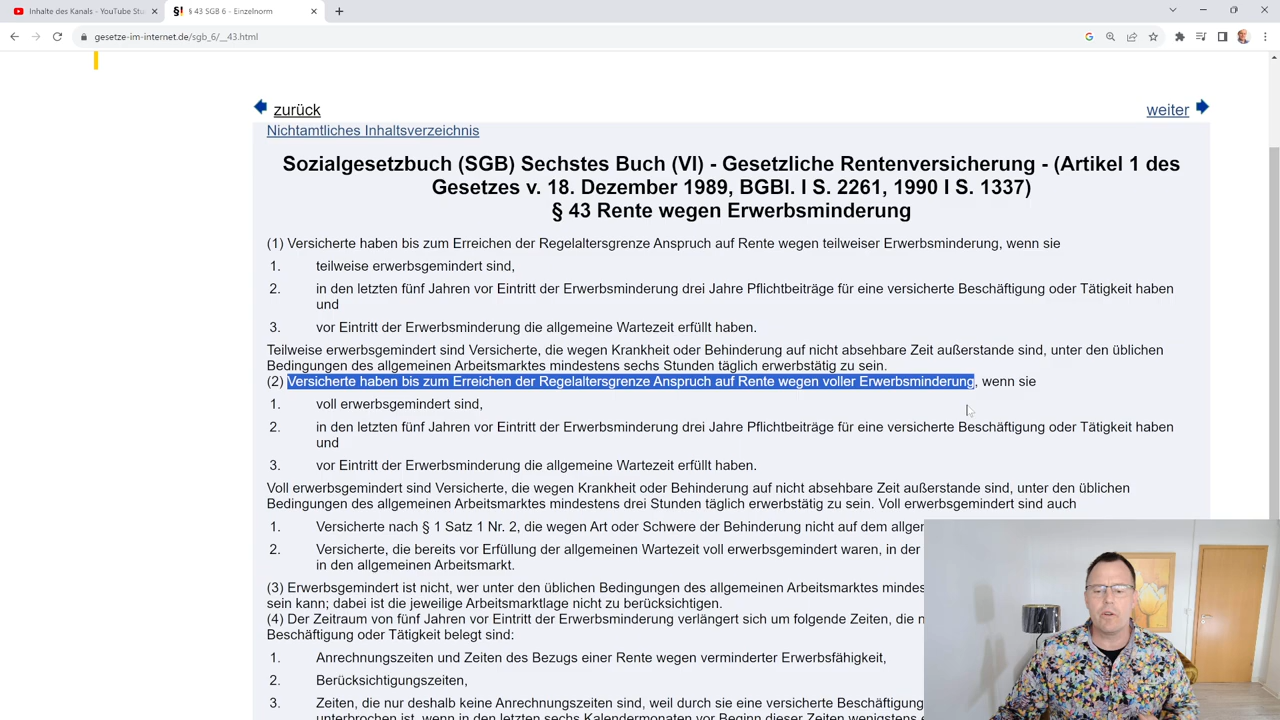 Inhalte des Kanals - YouTube Stu
§ 43 SGB 6 - Einzelnorm
gesetze-im-internet.de/sgb_6/__43.html
zurück
weiter
Nichtamtliches Inhaltsverzeichnis
Sozialgesetzbuch (SGB) Sechstes Buch (VI) - Gesetzliche Rentenversicherung - (Artikel 1 des
Gesetzes v. 18. Dezember 1989, BGBl. I S. 2261, 1990 I S. 1337)
§ 43 Rente wegen Erwerbsminderung
(1) Versicherte haben bis zum Erreichen der Regelaltersgrenze Anspruch auf Rente wegen teilweiser Erwerbsminderung, wenn sie
1. teilweise erwerbsgemindert sind,
2. in den letzten fünf Jahren vor Eintritt der Erwerbsminderung drei Jahre Pflichtbeiträge für eine versicherte Beschäftigung oder Tätigkeit haben
und
3. vor Eintritt der Erwerbsminderung die allgemeine Wartezeit erfüllt haben.
Teilweise erwerbsgemindert sind Versicherte, die wegen Krankheit oder Behinderung auf nicht absehbare Zeit außerstande sind, unter den üblichen
Bedingungen des allgemeinen Arbeitsmarktes mindestens sechs Stunden täglich erwerbstätig zu sein.
(2) Versicherte haben bis zum Erreichen der Regelaltersgrenze Anspruch auf Rente wegen voller Erwerbsminderung, wenn sie
1. voll erwerbsgemindert sind,
2. in den letzten fünf Jahren vor Eintritt der Erwerbsminderung drei Jahre Pflichtbeiträge für eine versicherte Beschäftigung oder Tätigkeit haben
und
3. vor Eintritt der Erwerbsminderung die allgemeine Wartezeit erfüllt haben.
Voll erwerbsgemindert sind Versicherte, die wegen Krankheit oder Behinderung auf nicht absehbare Zeit außerstande sind, unter den üblichen
Bedingungen des allgemeinen Arbeitsmarktes mindestens drei Stunden täglich erwerbstätig zu sein. Voll erwerbsgemindert sind auch
1. Versicherte nach § 1 Satz 1 Nr. 2, die wegen Art oder Schwere der Behinderung nicht auf dem allger
2. Versicherte, die bereits vor Erfüllung der allgemeinen Wartezeit voll erwerbsgemindert waren, in der
in den allgemeinen Arbeitsmarkt.
(3) Erwerbsgemindert ist nicht, wer unter den üblichen Bedingungen des allgemeinen Arbeitsmarktes mindes
sein kann; dabei ist die jeweilige Arbeitsmarktlage nicht zu berücksichtigen.
(4) Der Zeitraum von fünf Jahren vor Eintritt der Erwerbsminderung verlängert sich um folgende Zeiten, die n
Beschäftigung oder Tätigkeit belegt sind:
1. Anrechnungszeiten und Zeiten des Bezugs einer Rente wegen verminderter Erwerbsfähigkeit,
2. Berücksichtigungszeiten,
3. Zeiten, die nur deshalb keine Anrechnungszeiten sind, weil durch sie eine versicherte Beschäftigung
unterbrochen ist, wenn in den letzten sechs Kalendermonaten vor Beginn dieser Zeiten wenigstens e